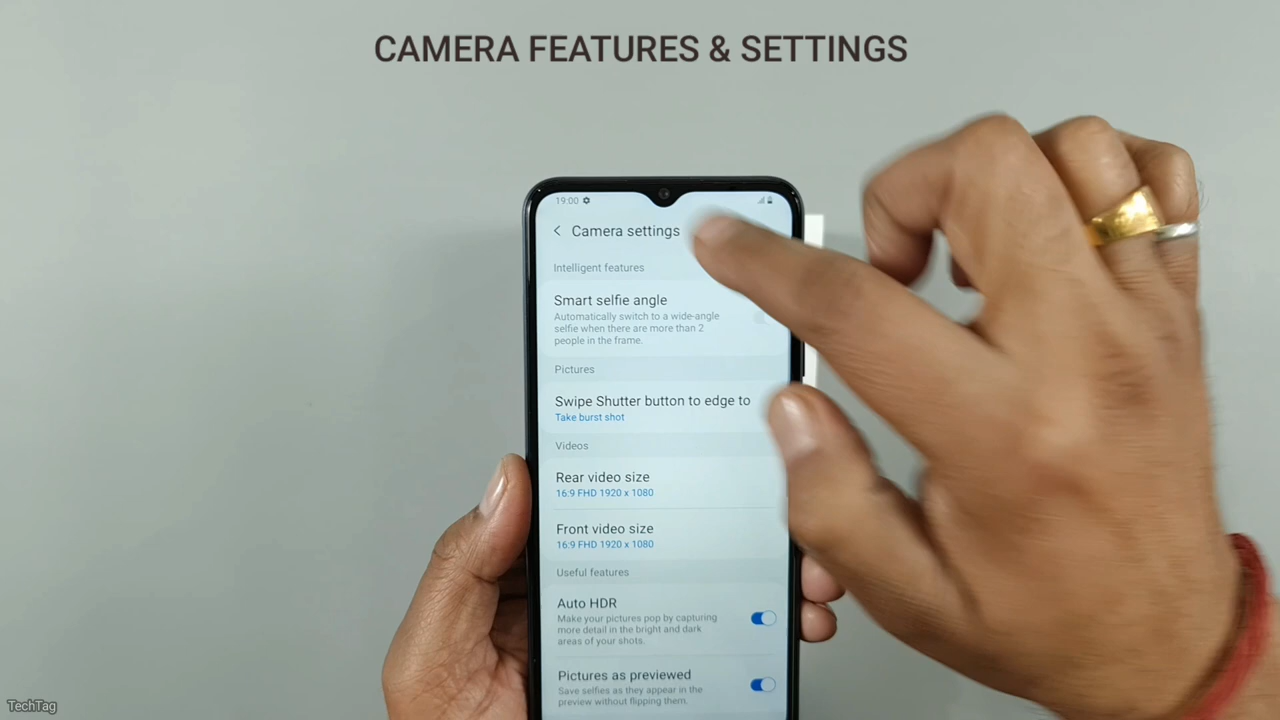 CAMERA FEATURES & SETTINGS
19:00
Camera settings
Intelligent features
Smart selfie angle
Automatically switch to a wide-angle
selfie when there are more than 2
people in the frame.
Pictures
Swipe Shutter button to edge to
Take burst shot
Videos
Rear video size
16:9 FHD 1920 x 1080
Front video size
16:9 FHD 1920 x 1080
Useful features
Auto HDR
Make your pictures pop by capturing
more detail in the bright and dark
areas of your shots.
Pictures as previewed
Save selfies as they appear in the
preview without flipping them.
TechTag